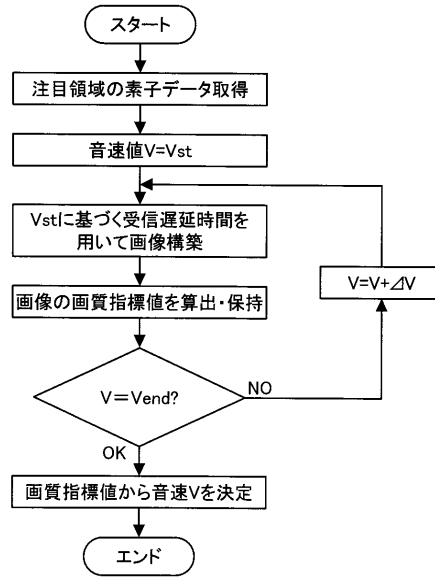 スタート
注目領域の素子データ取得
音速値V=Vst
Vstに基づく受信遅延時間を
用いて画像構築
画像の画質指標値を算出・保持
V=V+⊿V
V=Vend?
NO
OK
画質指標値から音速Vを決定
エンド